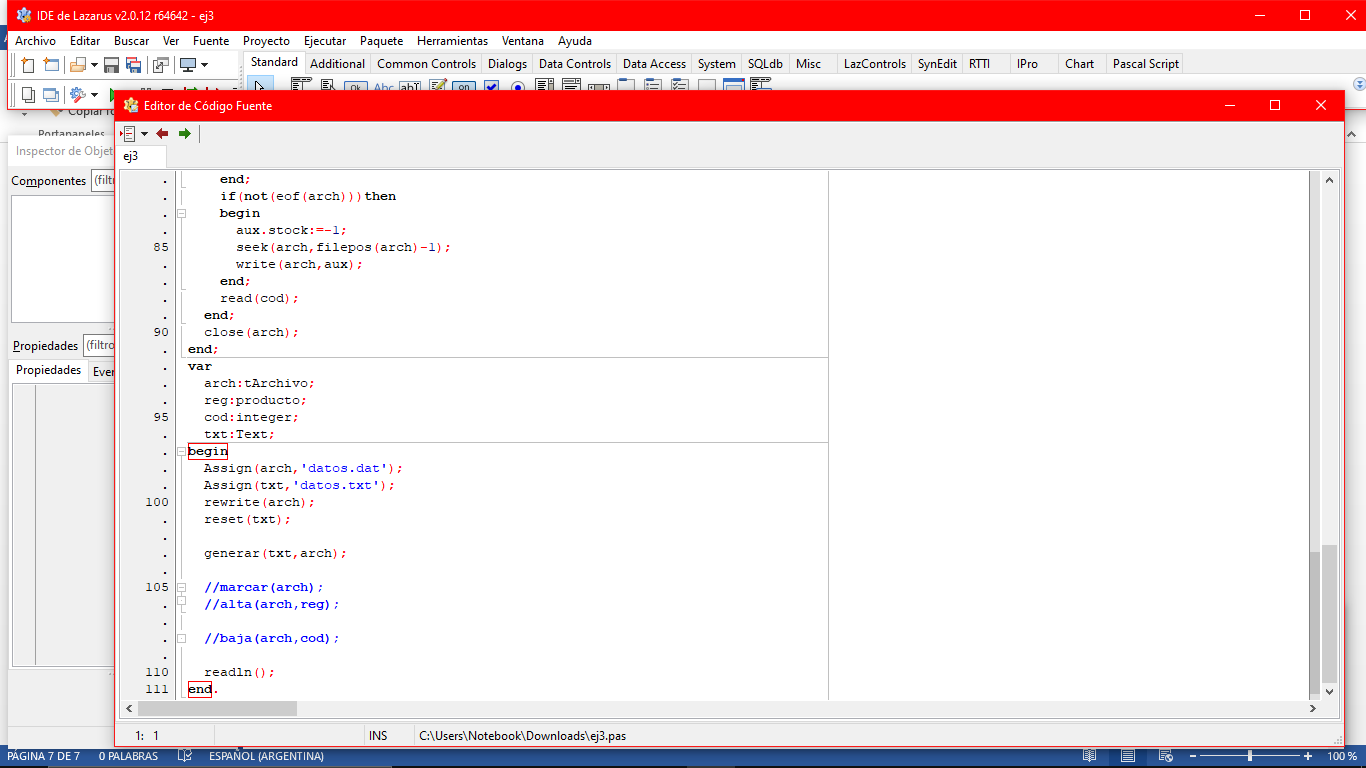 IDE de Lazarus v2.0.12 r64642 - ej3
Archivo Editar Buscar Ver Fuente Proyecto Ejecutar Paquete Herramientas Ventana Ayuda
Standard Additional Common Controls Dialogs Data Controls Data Access System SQLdb Misc LazControls SynEdit RTTI IPro Chart Pascal Script
Editor de Código Fuente
Portapapeles
Inspector de Objet
ej3
Componentes (filtr
Propiedades (filtro
Propiedades Ever
end;
if(not(eof(arch)))then
begin
aux.stock:=-1;
85 seek(arch,filepos(arch)-1);
write(arch,aux);
end;
read(cod);
end;
90 close(arch);
end;
var
arch:tArchivo;
reg:producto;
95 cod:integer;
txt:Text;
begin
Assign(arch,'datos.dat');
Assign(txt,'datos.txt');
100 rewrite(arch);
reset(txt);
generar(txt,arch);
105 //marcar(arch);
//alta(arch,reg);
//baja(arch,cod);
110 readln();
111 end.
1: 1 INS C:\Users\Notebook\Downloads\ej3.pas
PÁGINA 7 DE 7 0 PALABRAS ESPAÑOL (ARGENTINA) 100 %